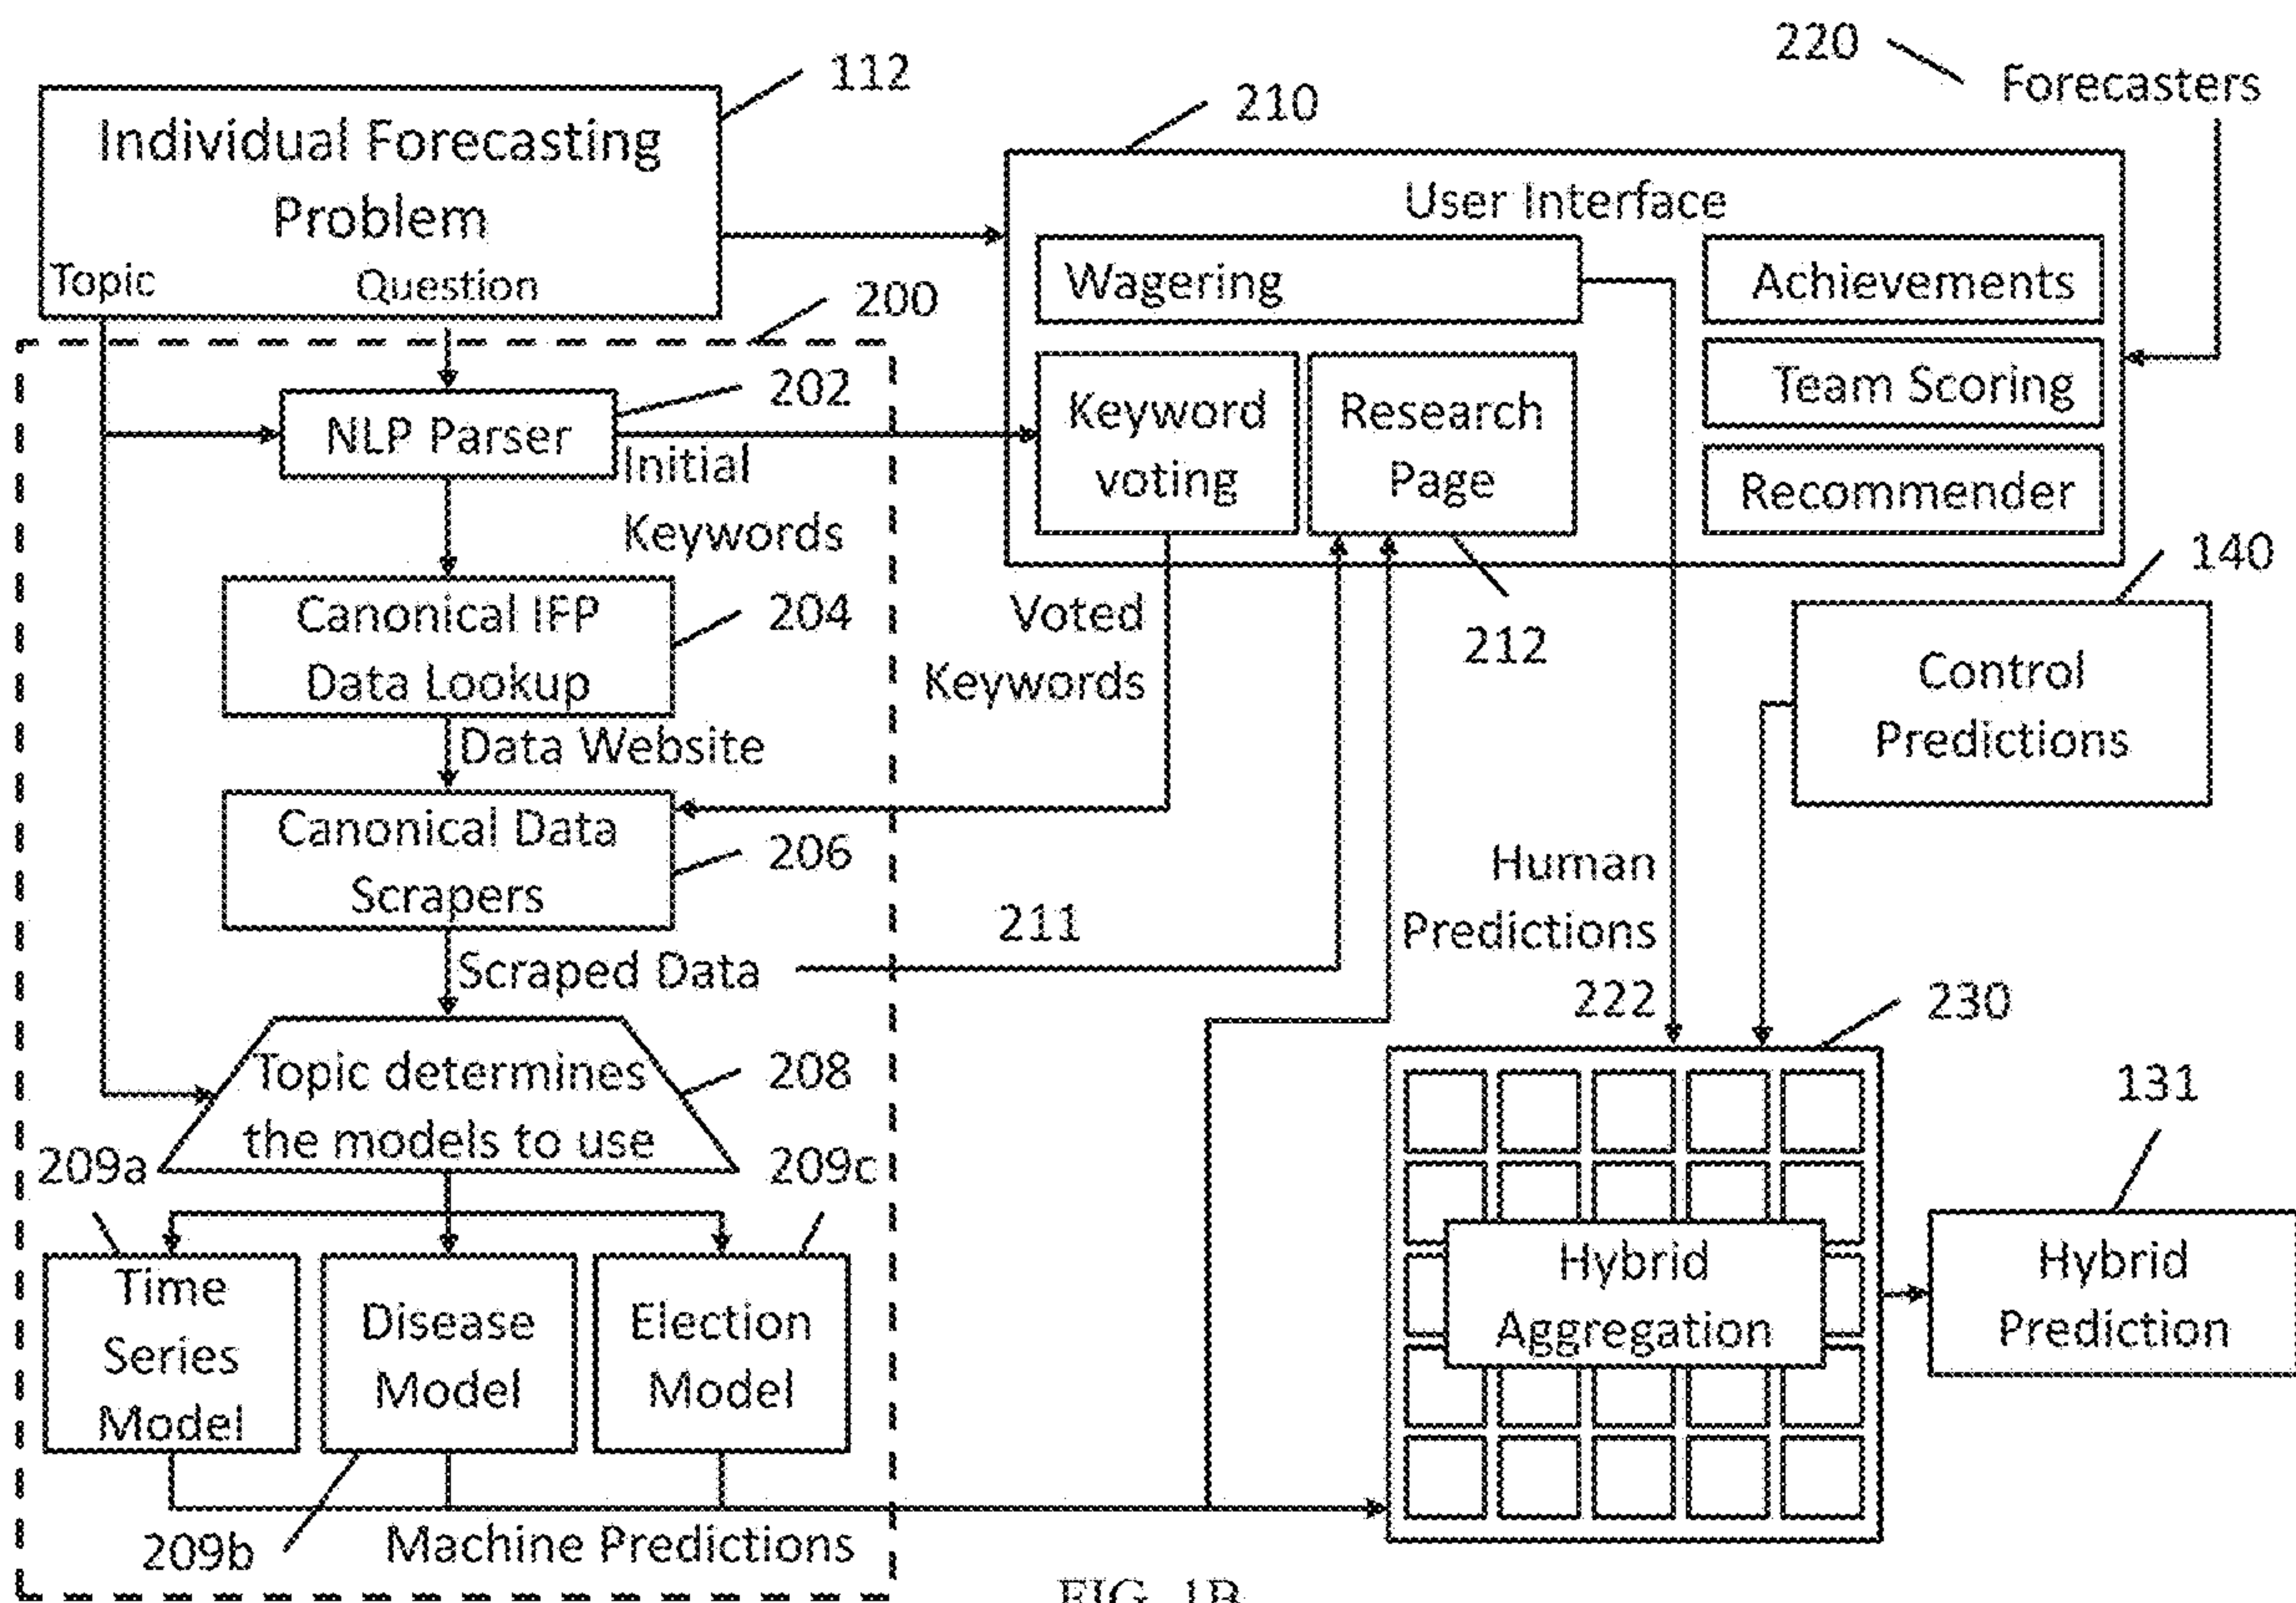 220
Forecasters
112
Individual Forecasting
Problem
Topic
Question
210
User Interface
Wagering
Achievements
Team Scoring
Recommender
Keyword
voting
Research
Page
200
202
NLP Parser
Initial
Keywords
Canonical IFP
Data Lookup
204
Voted
Keywords
212
140
Control
Predictions
Data Website
Canonical Data
Scrapers
206
Human
Predictions
222
211
Scraped Data
230
131
Topic determines
the models to use
208
209a
209c
Time
Series
Model
Disease
Model
Election
Model
Hybrid
Aggregation
Hybrid
Prediction
209b
Machine Predictions
FIG. 1B